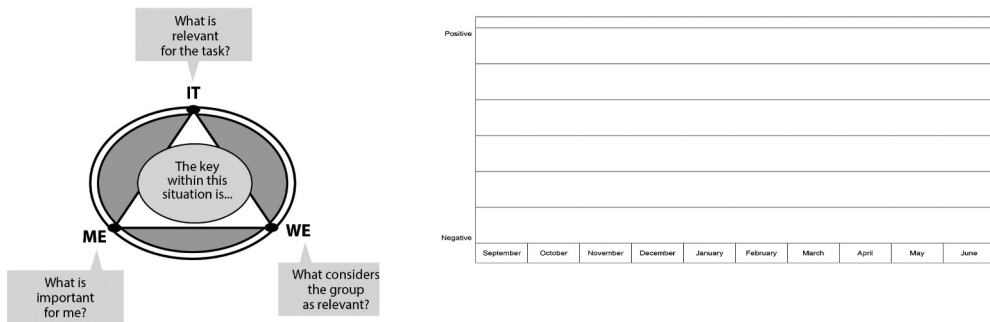 What is
relevant
for the task?
IT
The key
within this
situation is...
ME
WE
What is
important
for me?
What considers
the group
as relevant?
Positive
Negative
September October November December January February March April May June